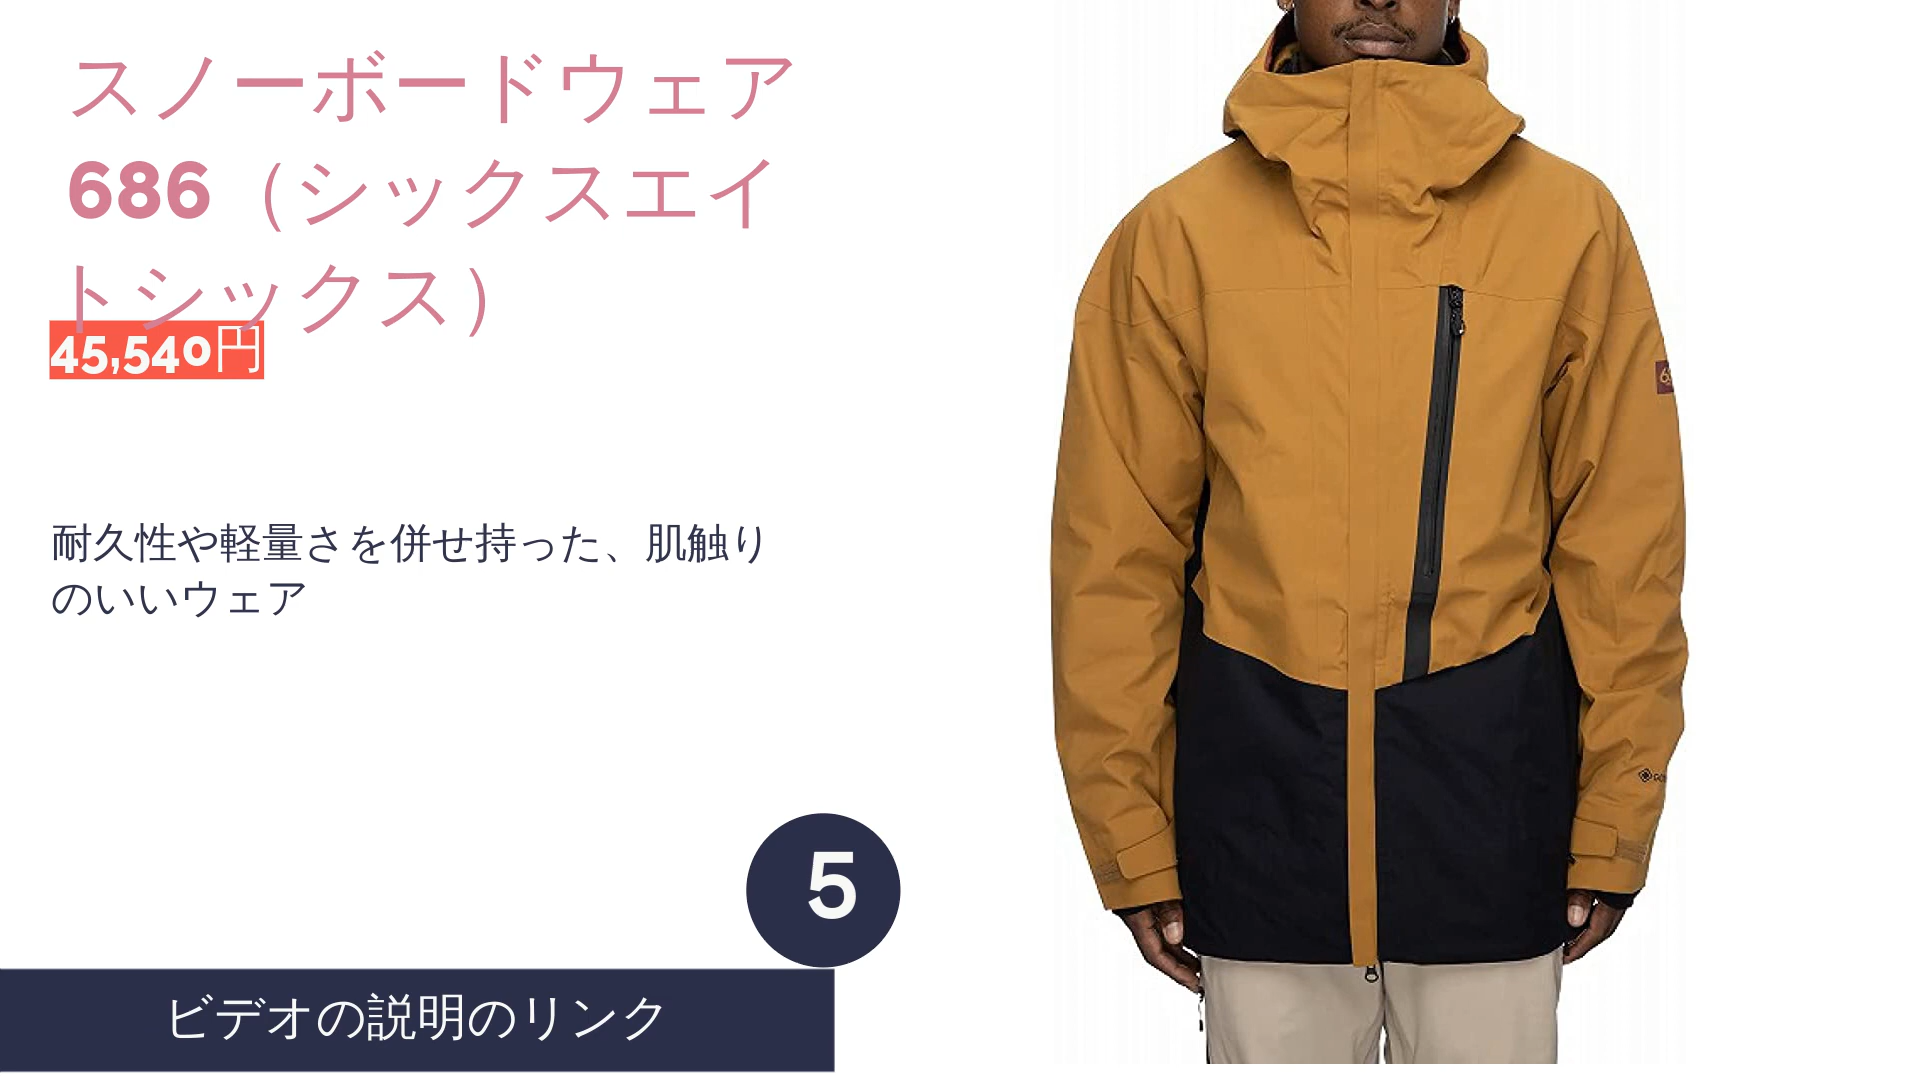 スノーボードウェア
686（シックスエイ
トシックス）
45,540円
耐久性や軽量さを併せ持った、肌触り
のいいウェア
5
ビデオの説明のリンク